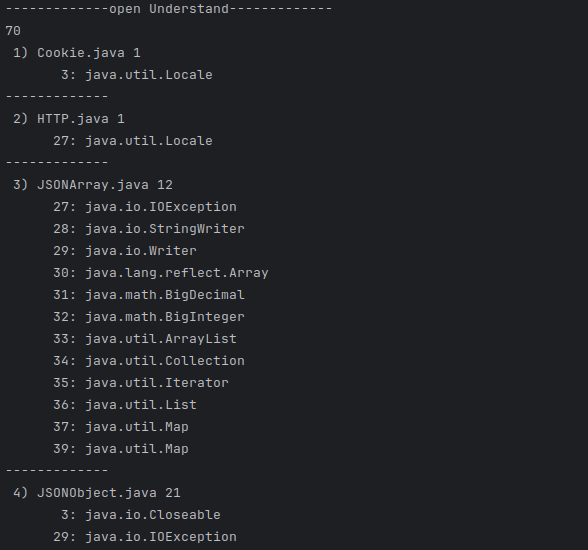 -------------open Understand-------------
70
 1) Cookie.java 1
       3: java.util.Locale
-------------
 2) HTTP.java 1
      27: java.util.Locale
-------------
 3) JSONArray.java 12
      27: java.io.IOException
      28: java.io.StringWriter
      29: java.io.Writer
      30: java.lang.reflect.Array
      31: java.math.BigDecimal
      32: java.math.BigInteger
      33: java.util.ArrayList
      34: java.util.Collection
      35: java.util.Iterator
      36: java.util.List
      37: java.util.Map
      39: java.util.Map
-------------
 4) JSONObject.java 21
       3: java.io.Closeable
      29: java.io.IOException